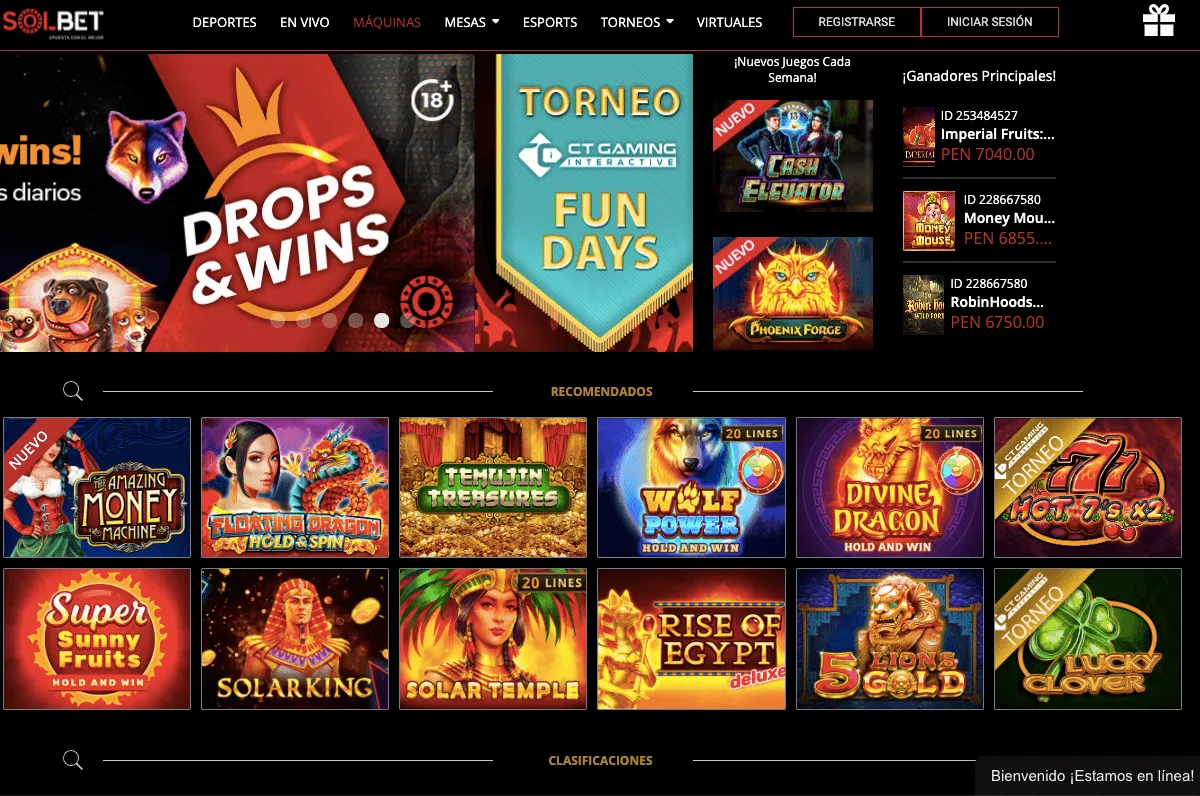 SOLBET
APUESTA CON EL MEJOR
DEPORTES
EN VIVO
MÁQUINAS
MESAS
ESPORTS
TORNEOS
VIRTUALES
REGISTRARSE
INICIAR SESIÓN
wins!
s diarios
DROPS
&WINS
18+
TORNEO
CT GAMING
INTERACTIVE
FUN
DAYS
¡Nuevos Juegos Cada
Semana!
NUEVO
CASH
ELEVATOR
NUEVO
PHOENIX FORGE
¡Ganadores Principales!
ID 253484527
Imperial Fruits:...
PEN 7040.00
ID 228667580
Money Mou...
PEN 6855....
MONEY
MOUSE
ID 228667580
RobinHoods...
PEN 6750.00
RECOMENDADOS
NUEVO
THE AMAZING
MONEY
MACHINE
FLOATING DRAGON
HOLD & SPIN
TEMUJIN
TREASURES
20 LINES
WOLF
POWER
HOLD AND WIN
20 LINES
DIVINE
DRAGON
HOLD AND WIN
CT GAMING
TORNEO
777
HOT 7's x2
Super
Sunny
Fruits
HOLD AND WIN
SOLAR KING
20 LINES
SOLAR TEMPLE
RISE OF
EGYPT
deluxe
5 LIONS
GOLD
CT GAMING
TORNEO
LUCKY
CLOVER
CLASIFICACIONES
Bienvenido ¡Estamos en línea!